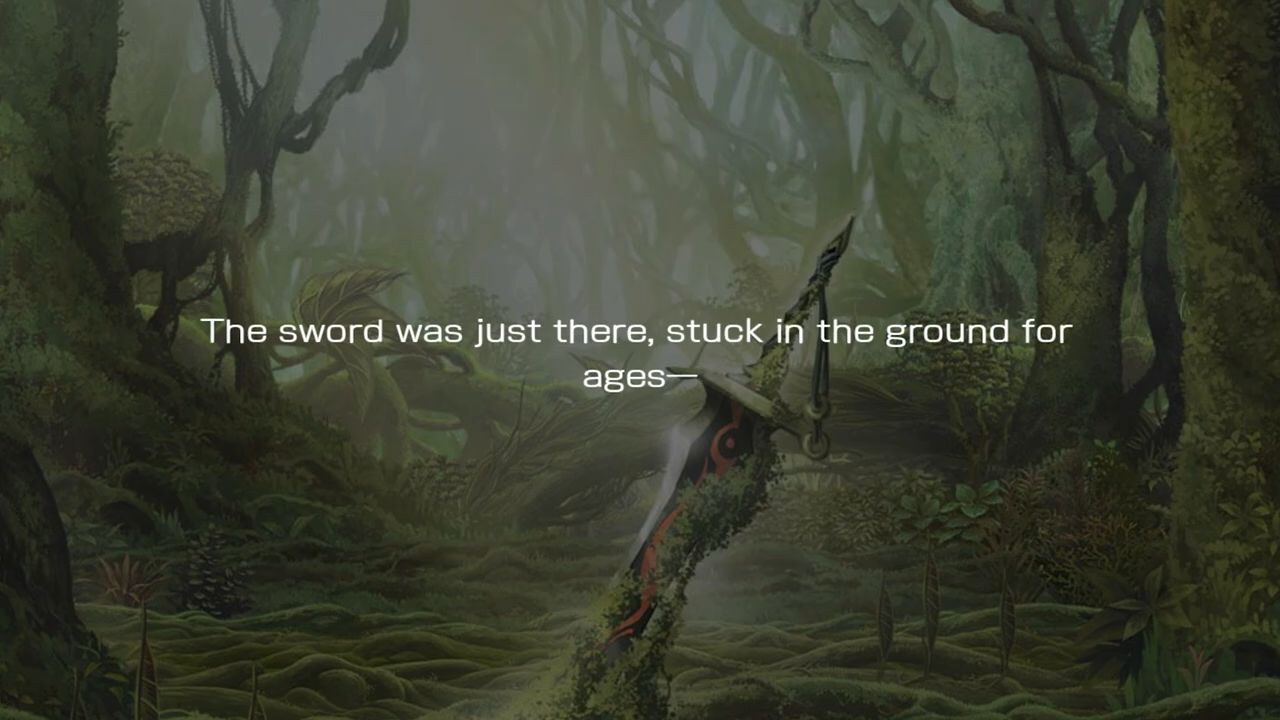 The sword was just there, stuck in the ground for
ages—